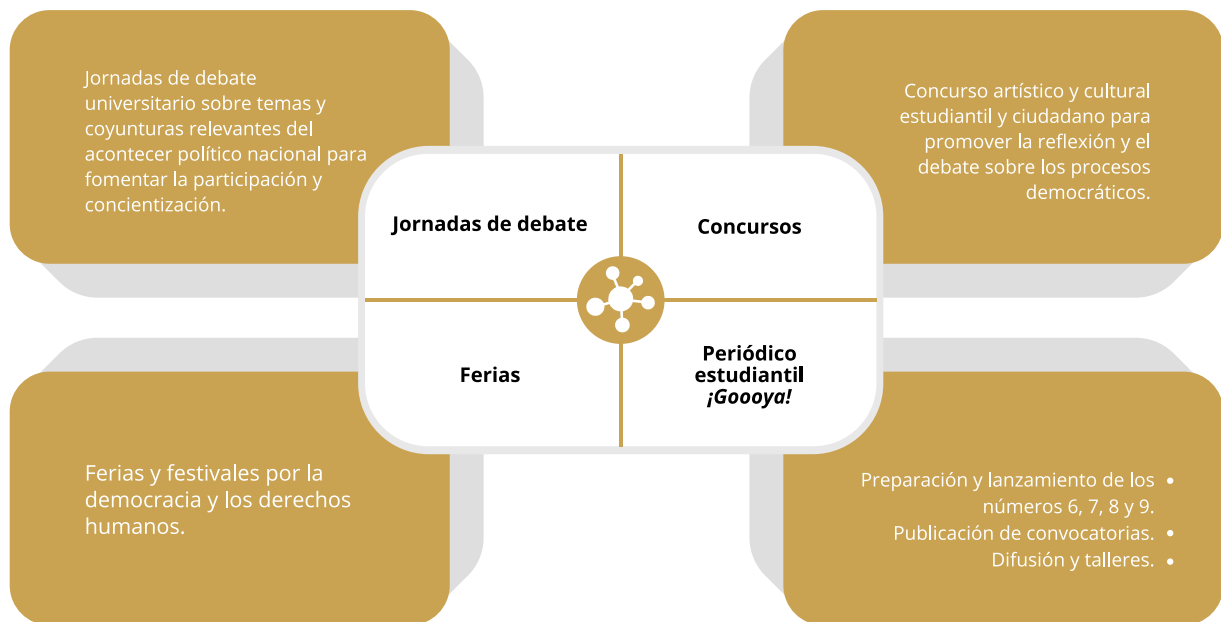 Jornadas de debate
universitario sobre temas y
coyunturas relevantes del
acontecer político nacional para
fomentar la participación y
concientización.
Concurso artístico y cultural
estudiantil y ciudadano para
promover la reflexión y el
debate sobre los procesos
democráticos.
Jornadas de debate
Concursos
Ferias
Periódico
estudiantil
¡Goooya!
Ferias y festivales por la
democracia y los derechos
humanos.
Preparación y lanzamiento de los •
números 6, 7, 8 y 9.
Publicación de convocatorias. •
Difusión y talleres. •